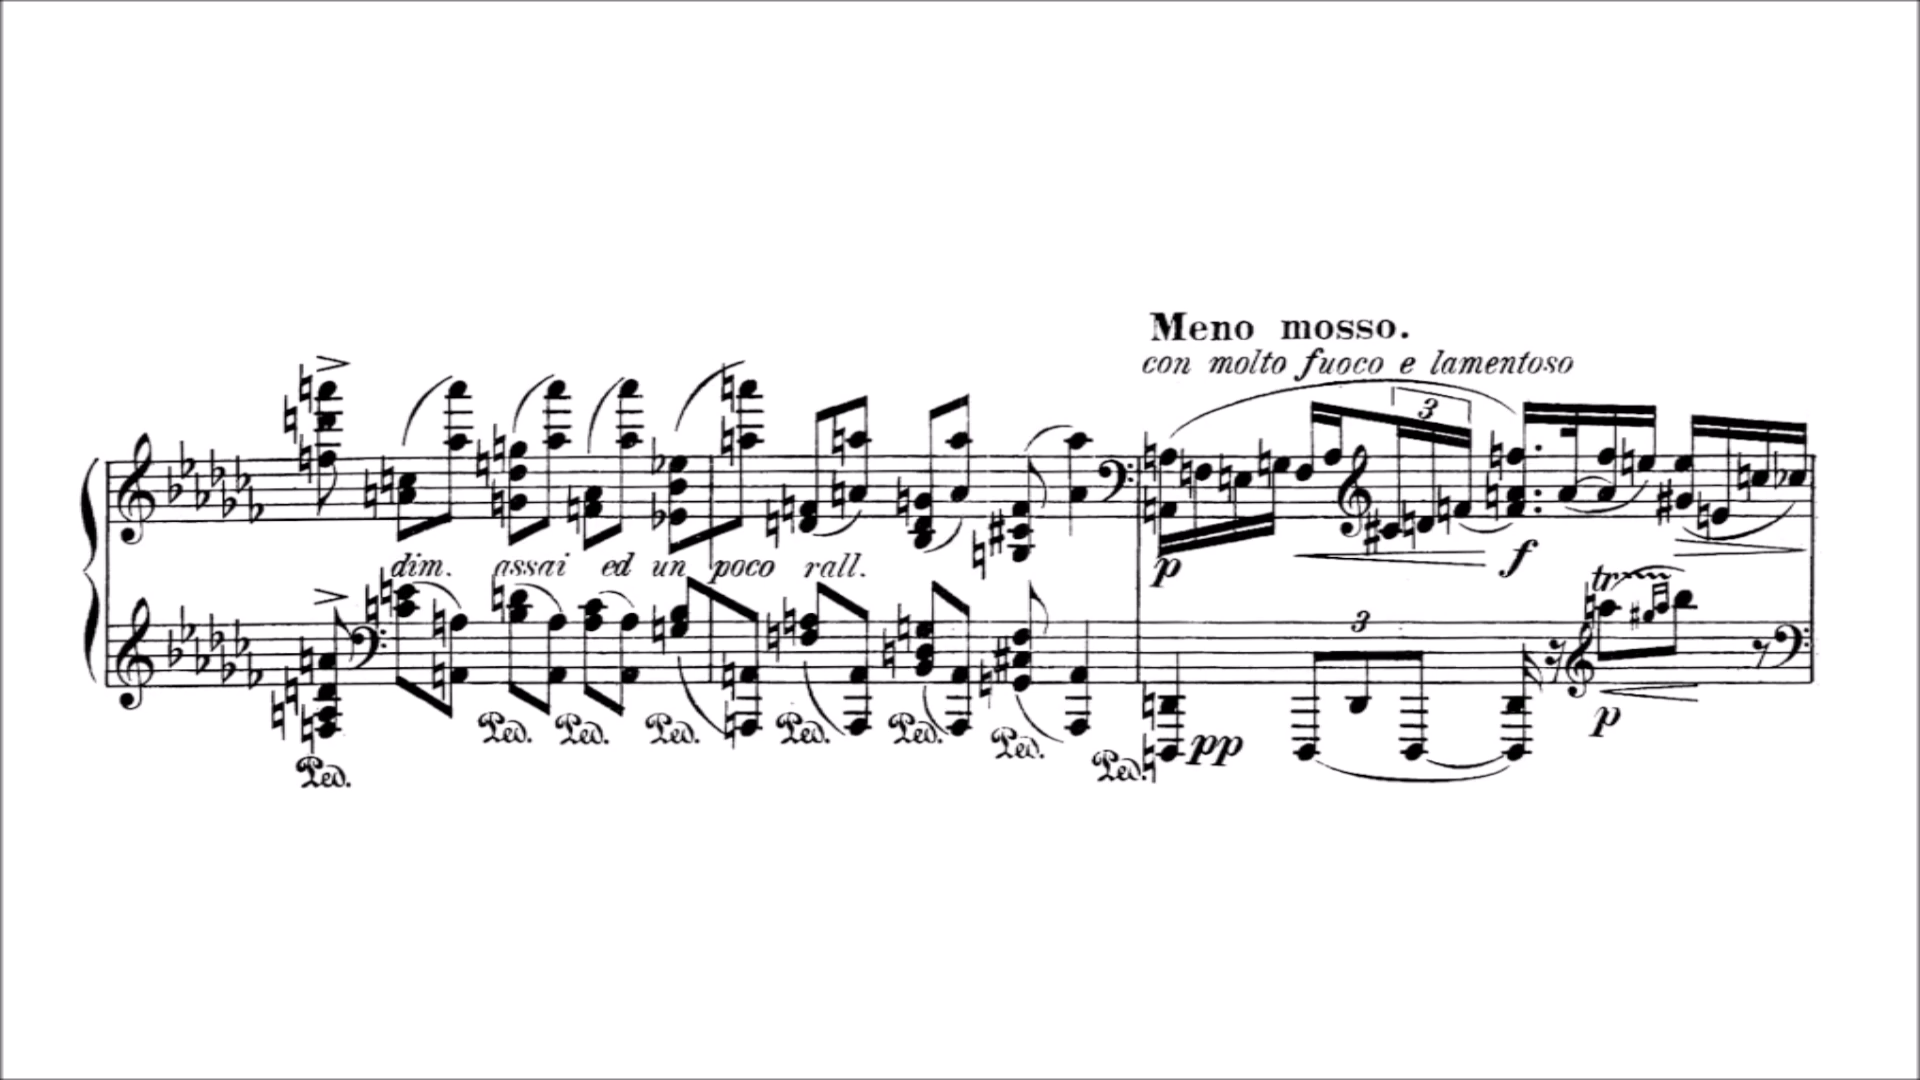 Meno mosso.
con molto fuoco e lamentoso
3
dim. assai ed un poco rall.
p
f
tr
3
p
Ped. Ped. Ped. Ped. Ped. Ped. Ped. Ped. pp